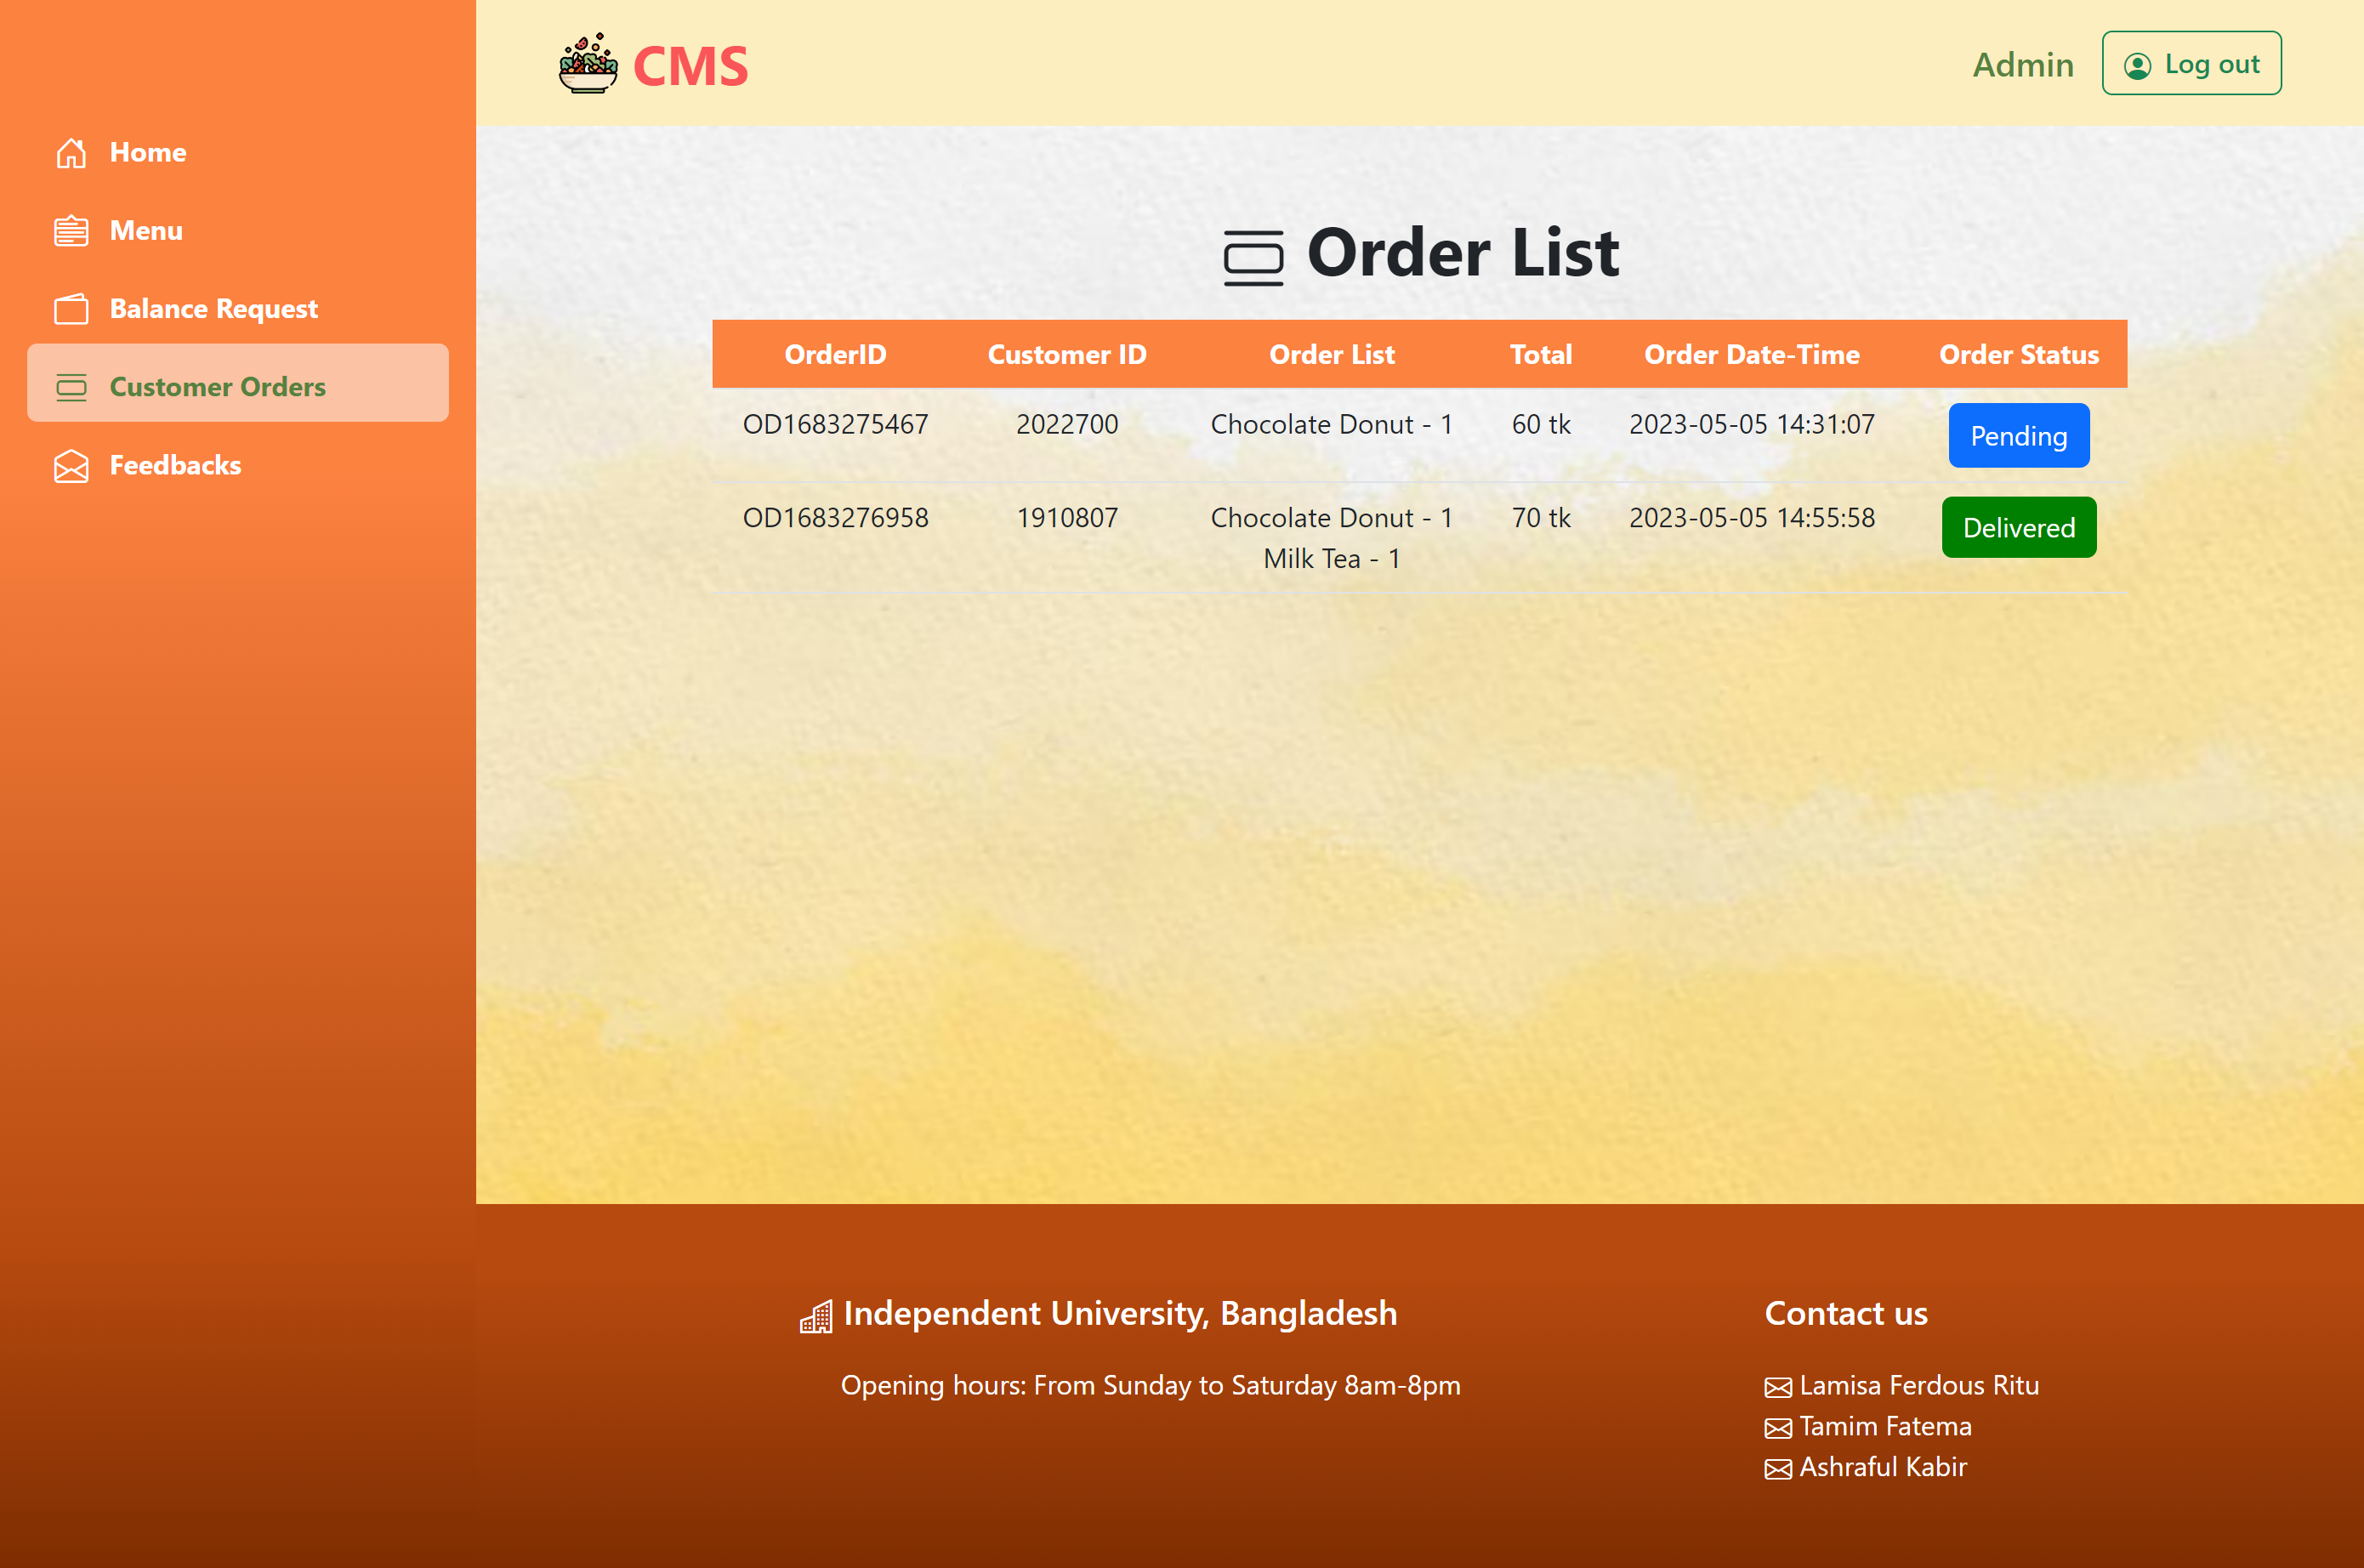 CMS
Admin
Log out
Home
Menu
Balance Request
Customer Orders
Feedbacks
Order List
OrderID Customer ID Order List Total Order Date-Time Order Status
OD1683275467 2022700 Chocolate Donut - 1 60 tk 2023-05-05 14:31:07 Pending
OD1683276958 1910807 Chocolate Donut - 1 70 tk 2023-05-05 14:55:58 Delivered
Milk Tea - 1
Independent University, Bangladesh
Opening hours: From Sunday to Saturday 8am-8pm
Contact us
Lamisa Ferdous Ritu
Tamim Fatema
Ashraful Kabir